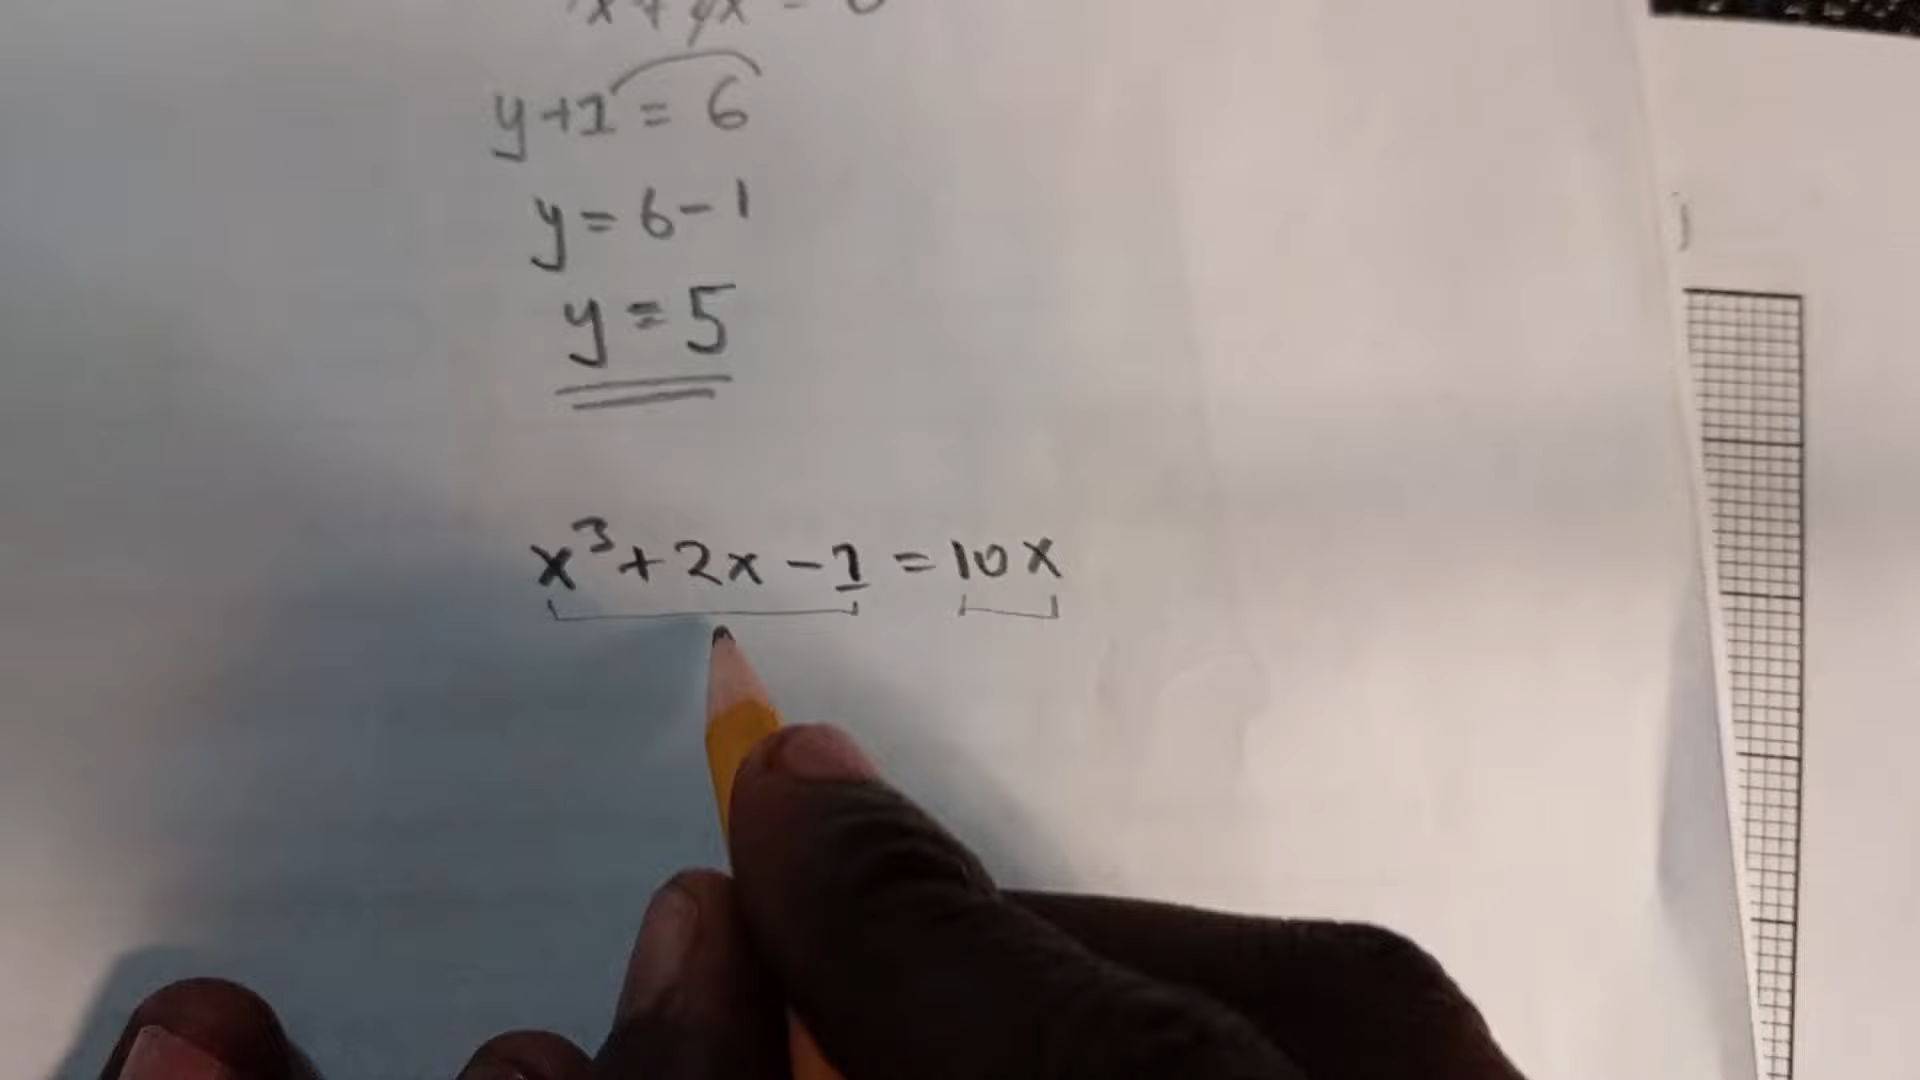 y+1 = 6
y = 6-1
y = 5
x³+2x-1 = 10x